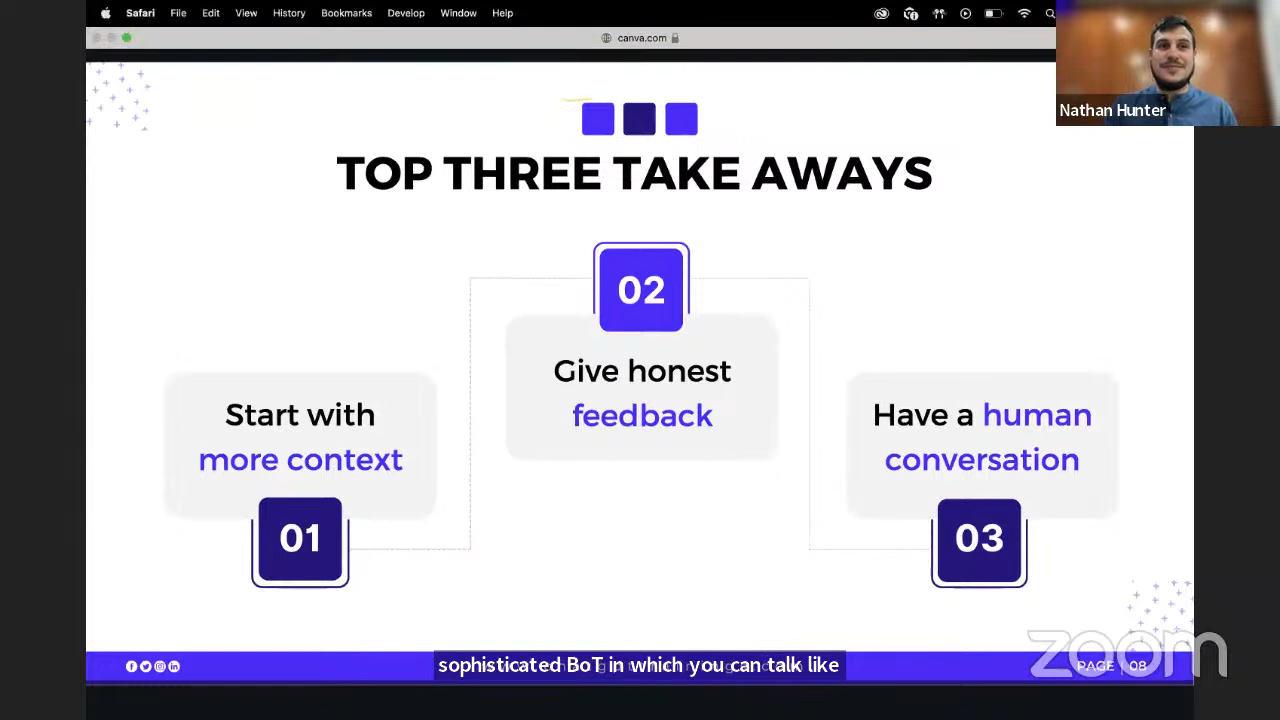 Safari File Edit View History Bookmarks Develop Window Help
canva.com
Nathan Hunter
TOP THREE TAKE AWAYS
02
Give honest
feedback
Start with
more context
01
Have a human
conversation
03
sophisticated BoT in which you can talk like
PAGE 08
zoom